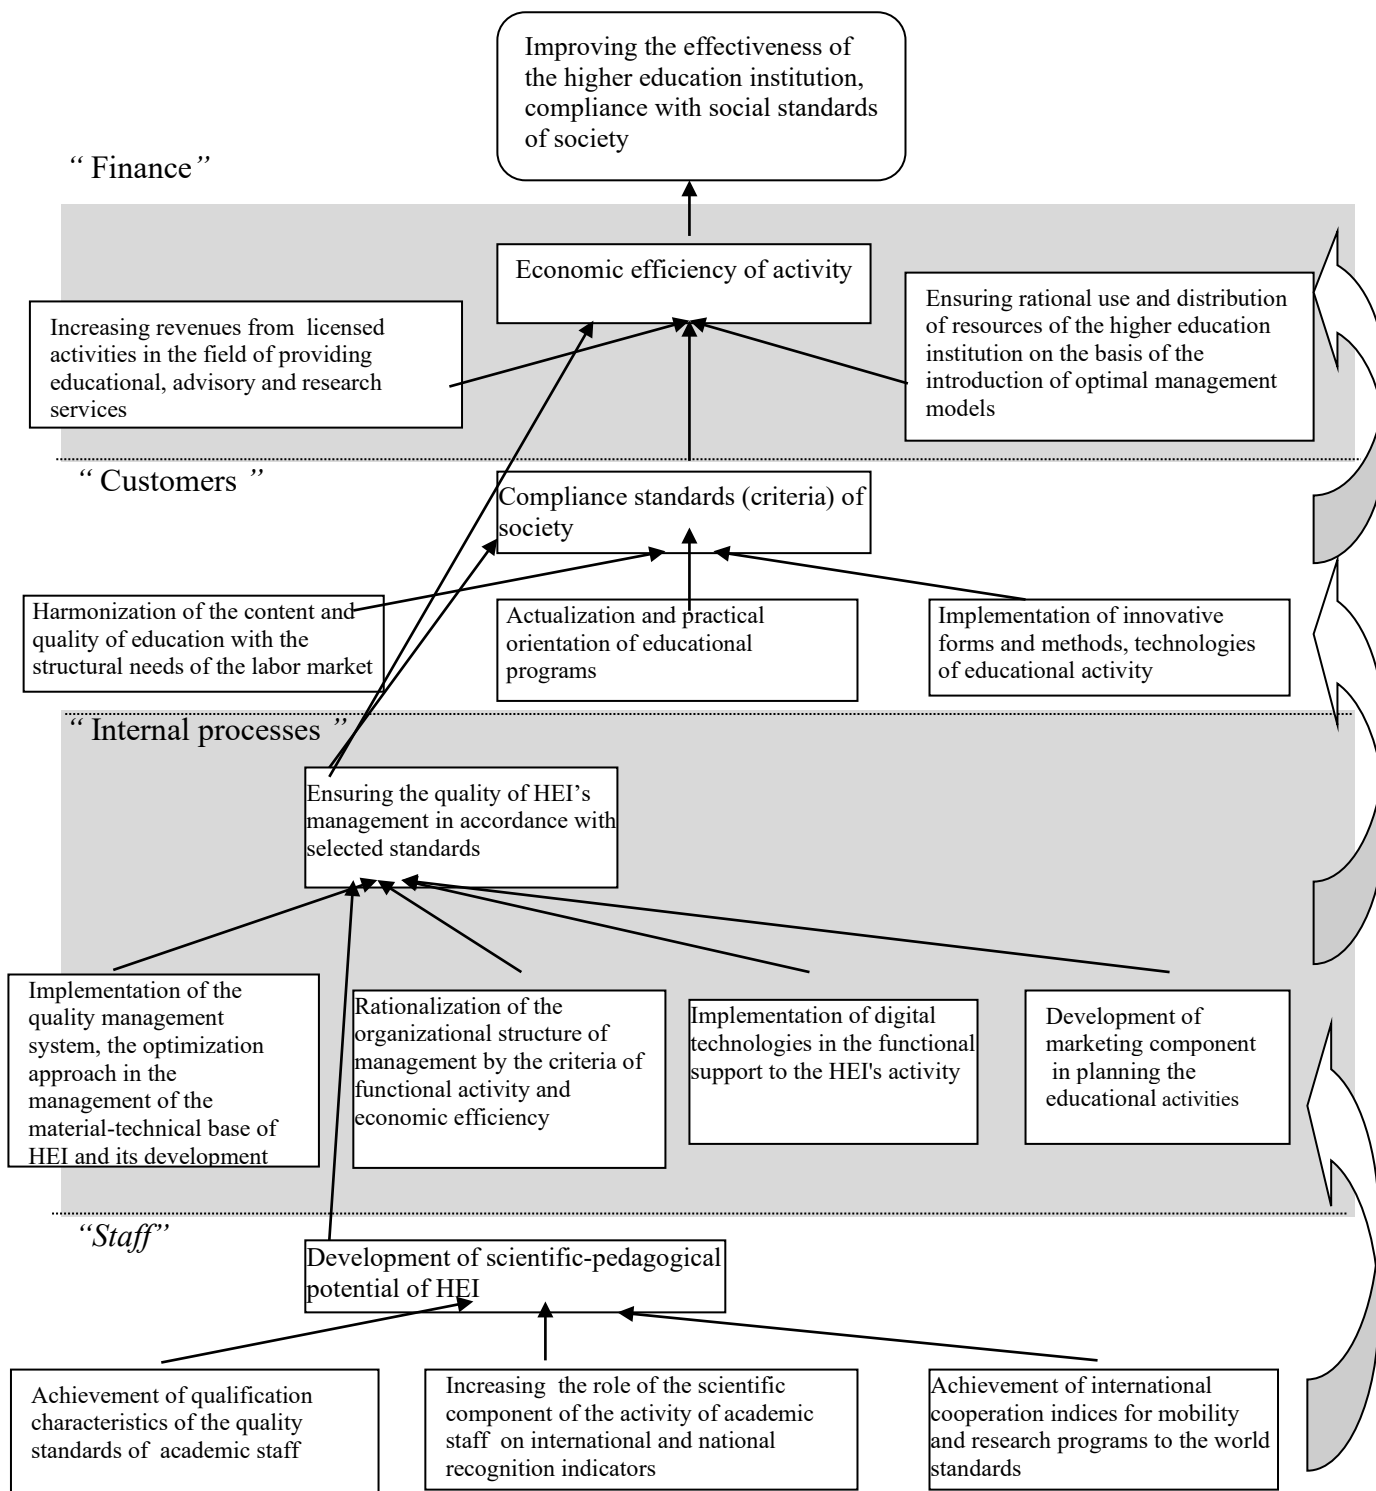 Improving the effectiveness of
the higher education institution,
compliance with social standards
of society
“ Finance”
Economic efficiency of activity
Increasing revenues from licensed
activities in the field of providing
educational, advisory and research
services
Ensuring rational use and distribution
of resources of the higher education
institution on the basis of the
introduction of optimal management
models
“ Customers ”
Compliance standards (criteria) of
society
Harmonization of the content and
quality of education with the
structural needs of the labor market
Actualization and practical
orientation of educational
programs
Implementation of innovative
forms and methods, technologies
of educational activity
“ Internal processes ”
Ensuring the quality of HEI’s
management in accordance with
selected standards
Implementation of the
quality management
system, the optimization
approach in the
management of the
material-technical base of
HEI and its development
Rationalization of the
organizational structure of
management by the criteria of
functional activity and
economic efficiency
Implementation of digital
technologies in the functional
support to the HEI's activity
Development of
marketing component
in planning the
educational activities
“Staff”
Development of scientific-pedagogical
potential of HEI
Achievement of qualification
characteristics of the quality
standards of academic staff
Increasing the role of the scientific
component of the activity of academic
staff on international and national
recognition indicators
Achievement of international
cooperation indices for mobility
and research programs to the world
standards